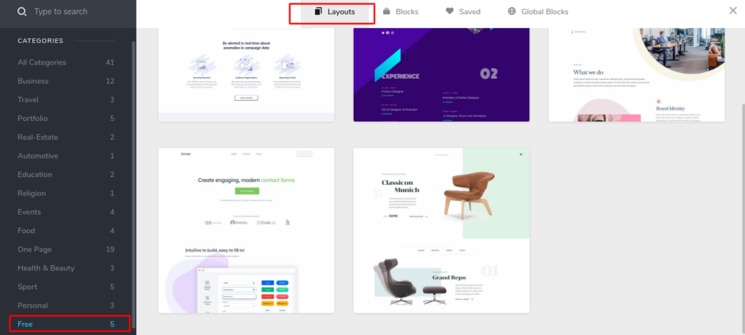 Type to search
Layouts
Blocks
Saved
Global Blocks
CATEGORIES
All Categories 41
Business 12
Travel 3
Portfolio 5
Real-Estate 2
Automotive 1
Education 2
Religion 1
Events 4
Food 4
One Page 19
Health & Beauty 3
Sport 5
Personal 3
Free 5
Be alerted in real-time about
anomalies in campaign data
EXPERIENCE
02
What we do
Brand Identity
Create engaging, modern contact forms
Intuitive to build, easy to fill in!
Classicon
Munich
Grand Repo
01